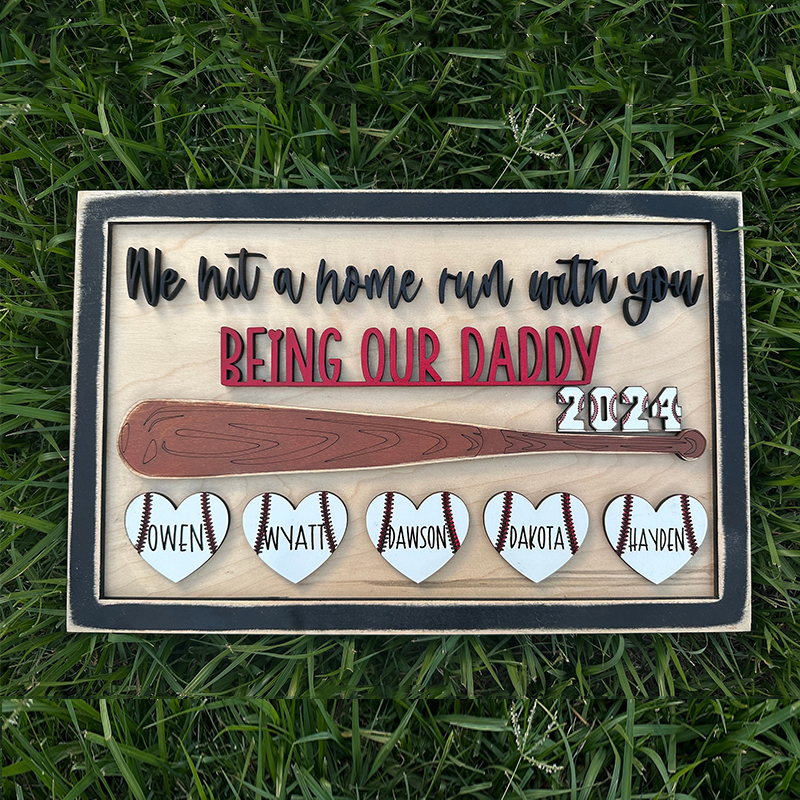 We hit a home run with you
BEING OUR DADDY
2024
OWEN WYATT DAWSON DAKOTA HAYDEN